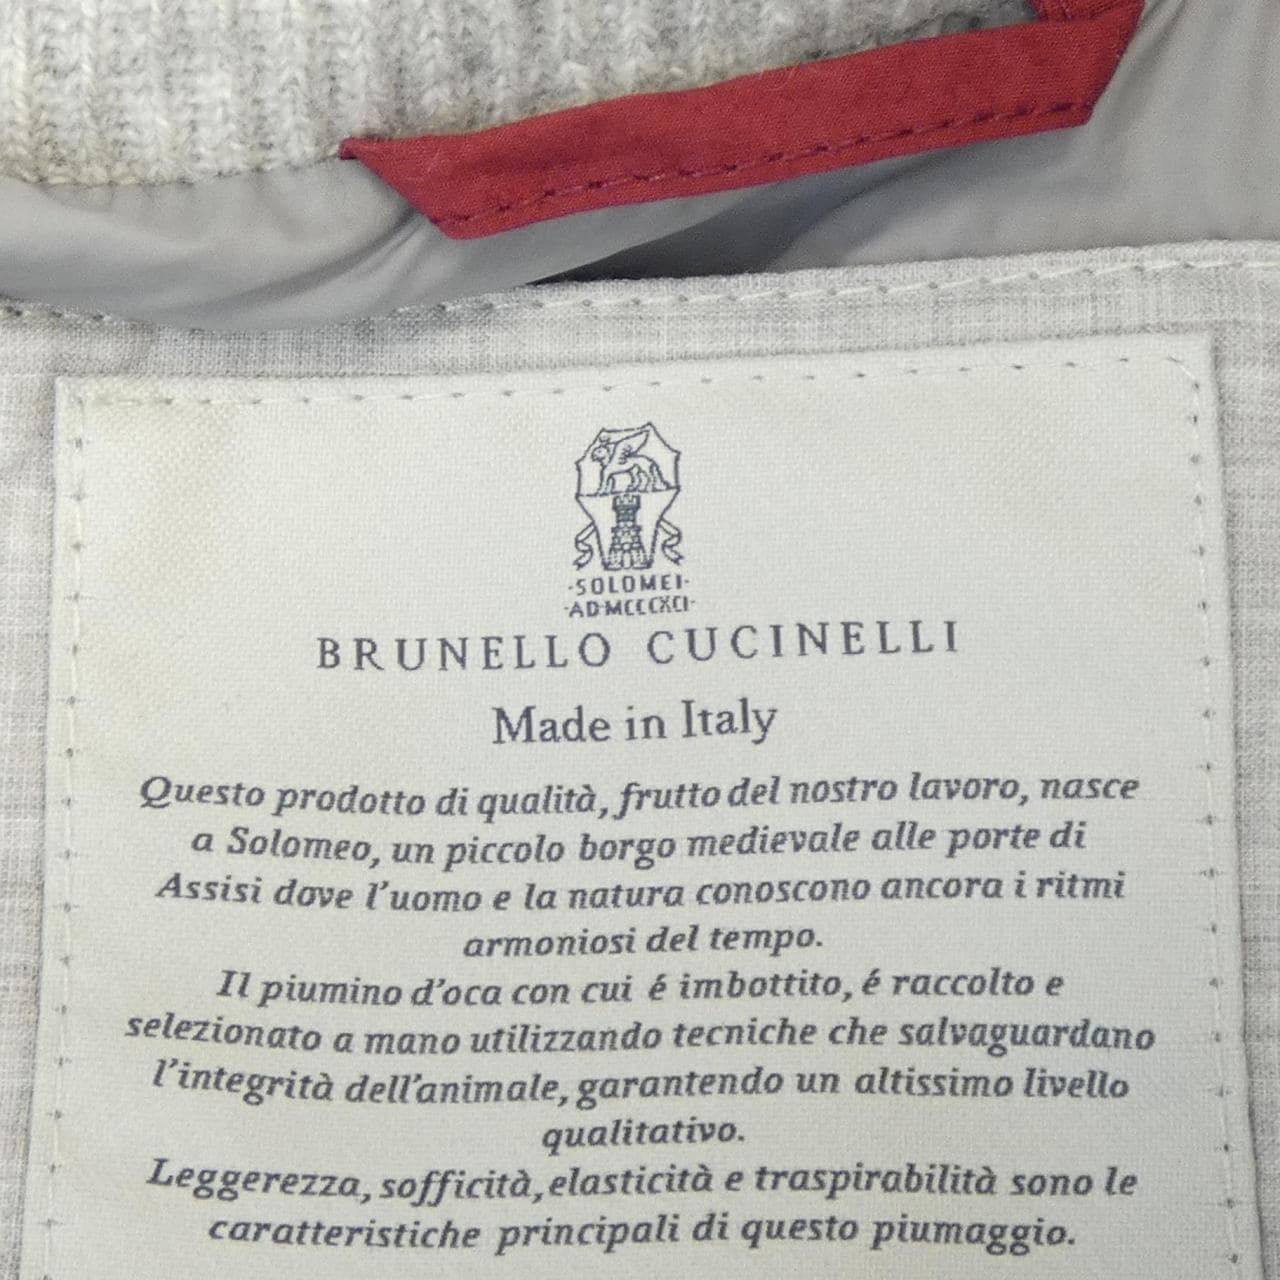 ·SOLOMEI·
·AD·MCCCXCI·
BRUNELLO CUCINELLI
Made in Italy
Questo prodotto di qualità, frutto del nostro lavoro, nasce
a Solomeo, un piccolo borgo medievale alle porte di
Assisi dove l'uomo e la natura conoscono ancora i ritmi
armoniosi del tempo.
Il piumino d'oca con cui é imbottito, é raccolto e
selezionato a mano utilizzando tecniche che salvaguardano
l'integrità dell'animale, garantendo un altissimo livello
qualitativo.
Leggerezza, sofficità, elasticità e traspirabilità sono le
caratteristiche principali di questo piumaggio.